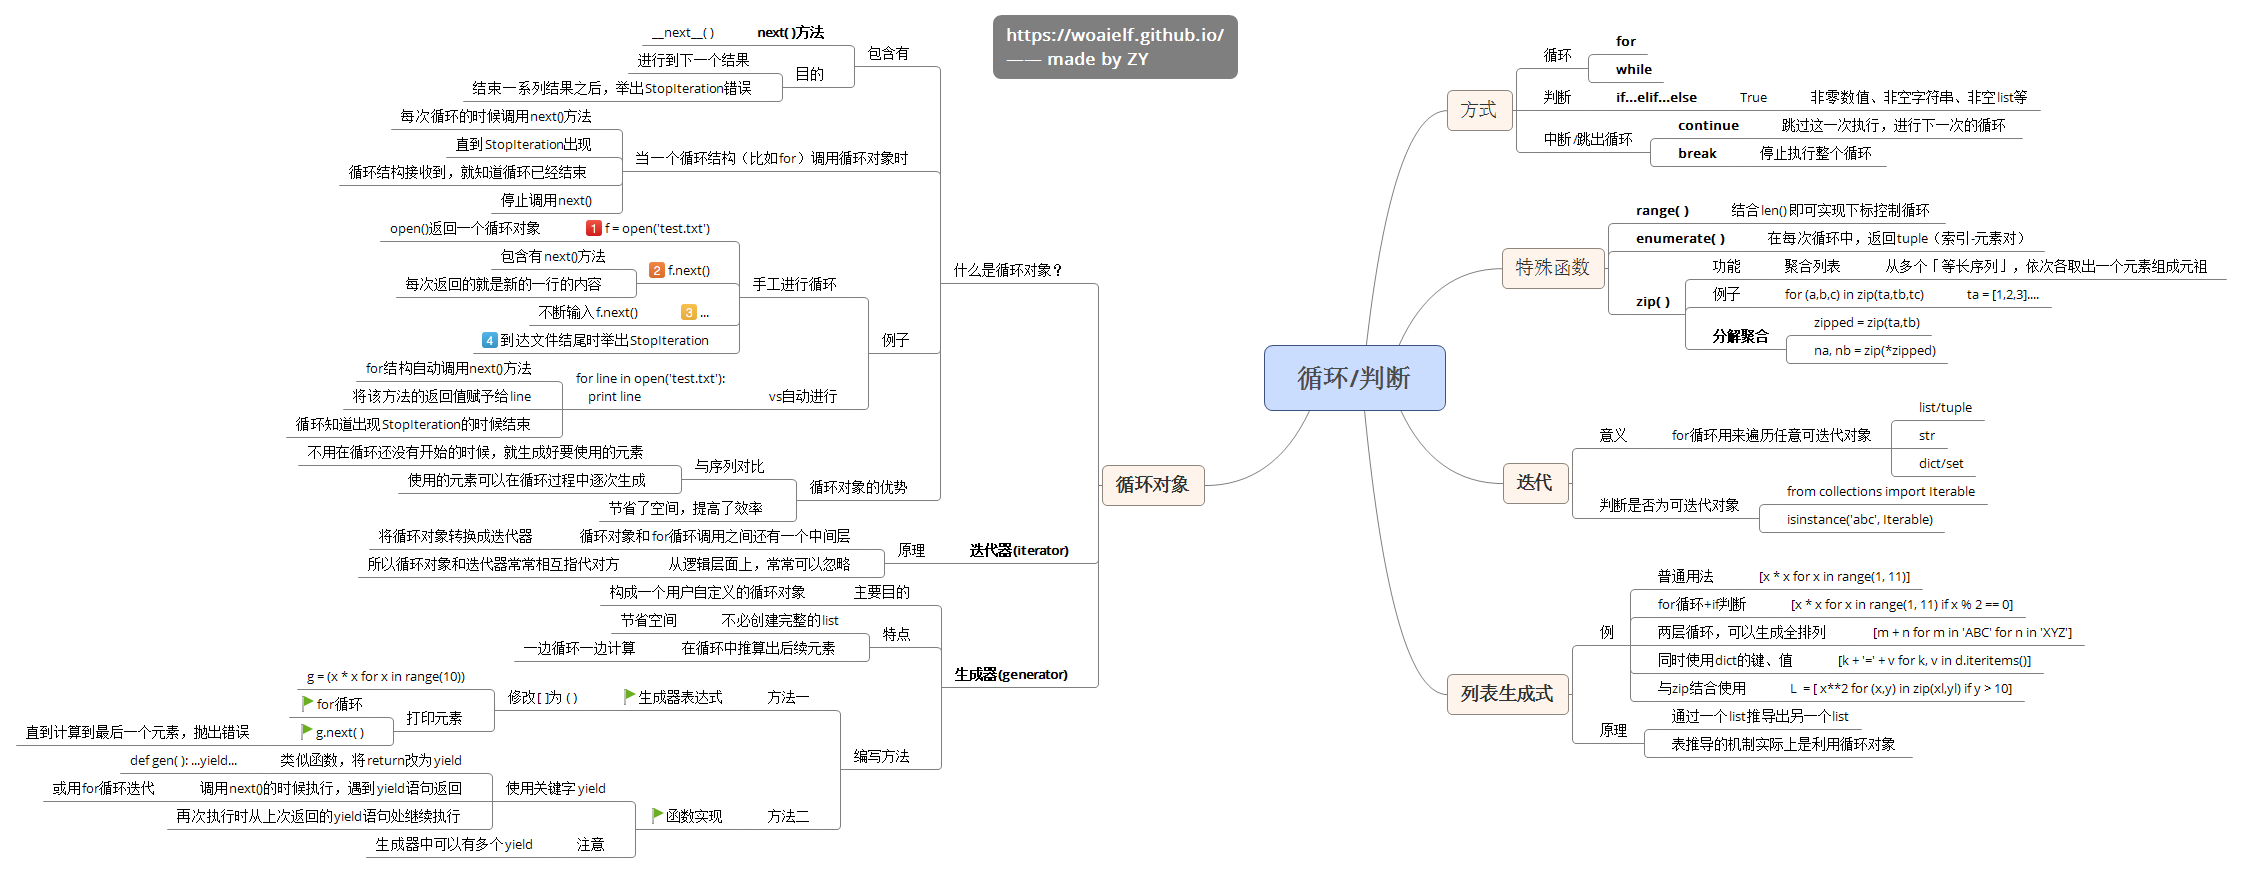 https://woaielf.github.io/
—— made by ZY
循环/判断
方式
循环
for
while
判断
if...elif...else
True
非零数值、非空字符串、非空list等
中断/跳出循环
continue
跳过这一次执行，进行下一次的循环
break
停止执行整个循环
特殊函数
range( )
结合len()即可实现下标控制循环
enumerate( )
在每次循环中，返回tuple（索引-元素对）
zip( )
功能
聚合列表
从多个「等长序列」，依次各取出一个元素组成元祖
例子
for (a,b,c) in zip(ta,tb,tc)
ta = [1,2,3]....
分解聚合
zipped = zip(ta,tb)
na, nb = zip(*zipped)
迭代
意义
for循环用来遍历任意可迭代对象
list/tuple
str
dict/set
判断是否为可迭代对象
from collections import Iterable
isinstance('abc', Iterable)
列表生成式
例
普通用法
[x * x for x in range(1, 11)]
for循环+if判断
[x * x for x in range(1, 11) if x % 2 == 0]
两层循环，可以生成全排列
[m + n for m in 'ABC' for n in 'XYZ']
同时使用dict的键、值
[k + '=' + v for k, v in d.iteritems()]
与zip结合使用
L = [ x**2 for (x,y) in zip(xl,yl) if y > 10]
原理
通过一个list推导出另一个list
表推导的机制实际上是利用循环对象
循环对象
什么是循环对象？
包含有
next( )方法
__next__( )
目的
进行到下一个结果
结束一系列结果之后，举出StopIteration错误
当一个循环结构（比如for）调用循环对象时
每次循环的时候调用next()方法
直到StopIteration出现
循环结构接收到，就知道循环已经结束
停止调用next()
例子
手工进行循环
1 f = open('test.txt')
open()返回一个循环对象
2 f.next()
包含有next()方法
每次返回的就是新的一行的内容
3 ...
不断输入f.next()
4 到达文件结尾时举出StopIteration
vs自动进行
for line in open('test.txt'):
print line
for结构自动调用next()方法
将该方法的返回值赋予给line
循环知道出现StopIteration的时候结束
循环对象的优势
与序列对比
不用在循环还没有开始的时候，就生成好要使用的元素
使用的元素可以在循环过程中逐次生成
节省了空间，提高了效率
迭代器(iterator)
原理
循环对象和for循环调用之间还有一个中间层
将循环对象转换成迭代器
从逻辑层面上，常常可以忽略
所以循环对象和迭代器常常相互指代对方
生成器(generator)
主要目的
构成一个用户自定义的循环对象
特点
不必创建完整的list
节省空间
在循环中推算出后续元素
一边循环一边计算
编写方法
方法一
生成器表达式
修改[ ]为 ( )
g = (x * x for x in range(10))
打印元素
for循环
g.next( )
直到计算到最后一个元素，抛出错误
方法二
函数实现
使用关键字yield
类似函数，将return改为yield
def gen( ): ...yield...
调用next()的时候执行，遇到yield语句返回
或用for循环迭代
再次执行时从上次返回的yield语句处继续执行
注意
生成器中可以有多个yield